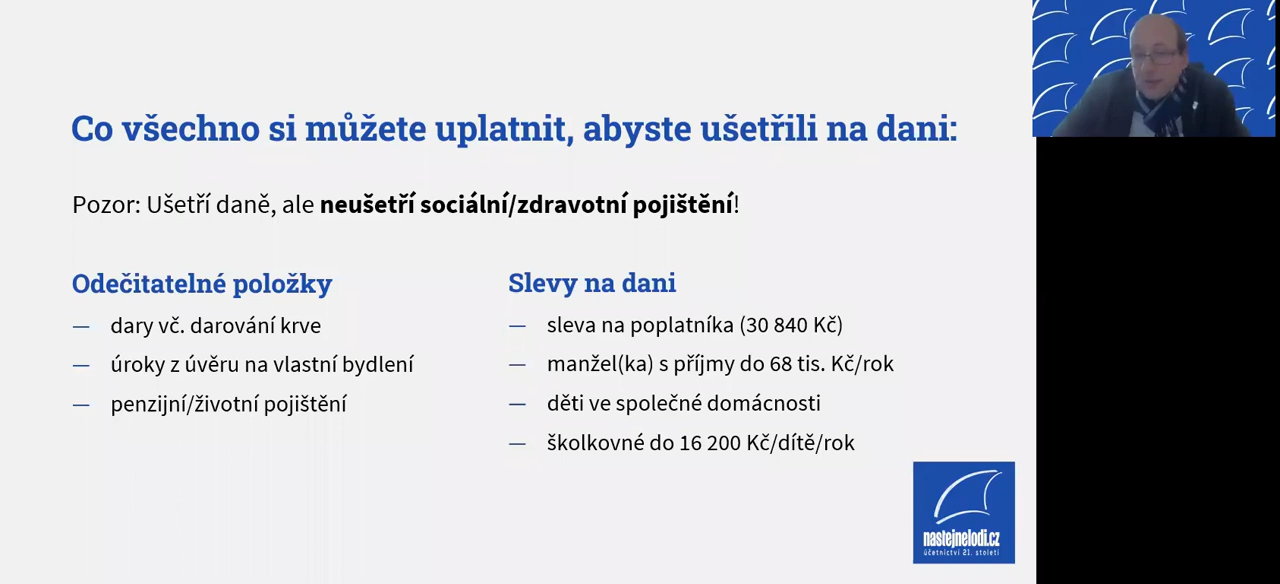 Co všechno si můžete uplatnit, abyste ušetřili na dani:
Pozor: Ušetří daně, ale neušetří sociální/zdravotní pojištění!
Odečitatelné položky
— dary vč. darování krve
— úroky z úvěru na vlastní bydlení
— penzijní/životní pojištění
Slevy na dani
— sleva na poplatníka (30 840 Kč)
— manžel(ka) s příjmy do 68 tis. Kč/rok
— děti ve společné domácnosti
— školkovné do 16 200 Kč/dítě/rok
nastejnelodi.cz
účetnictví 21. století